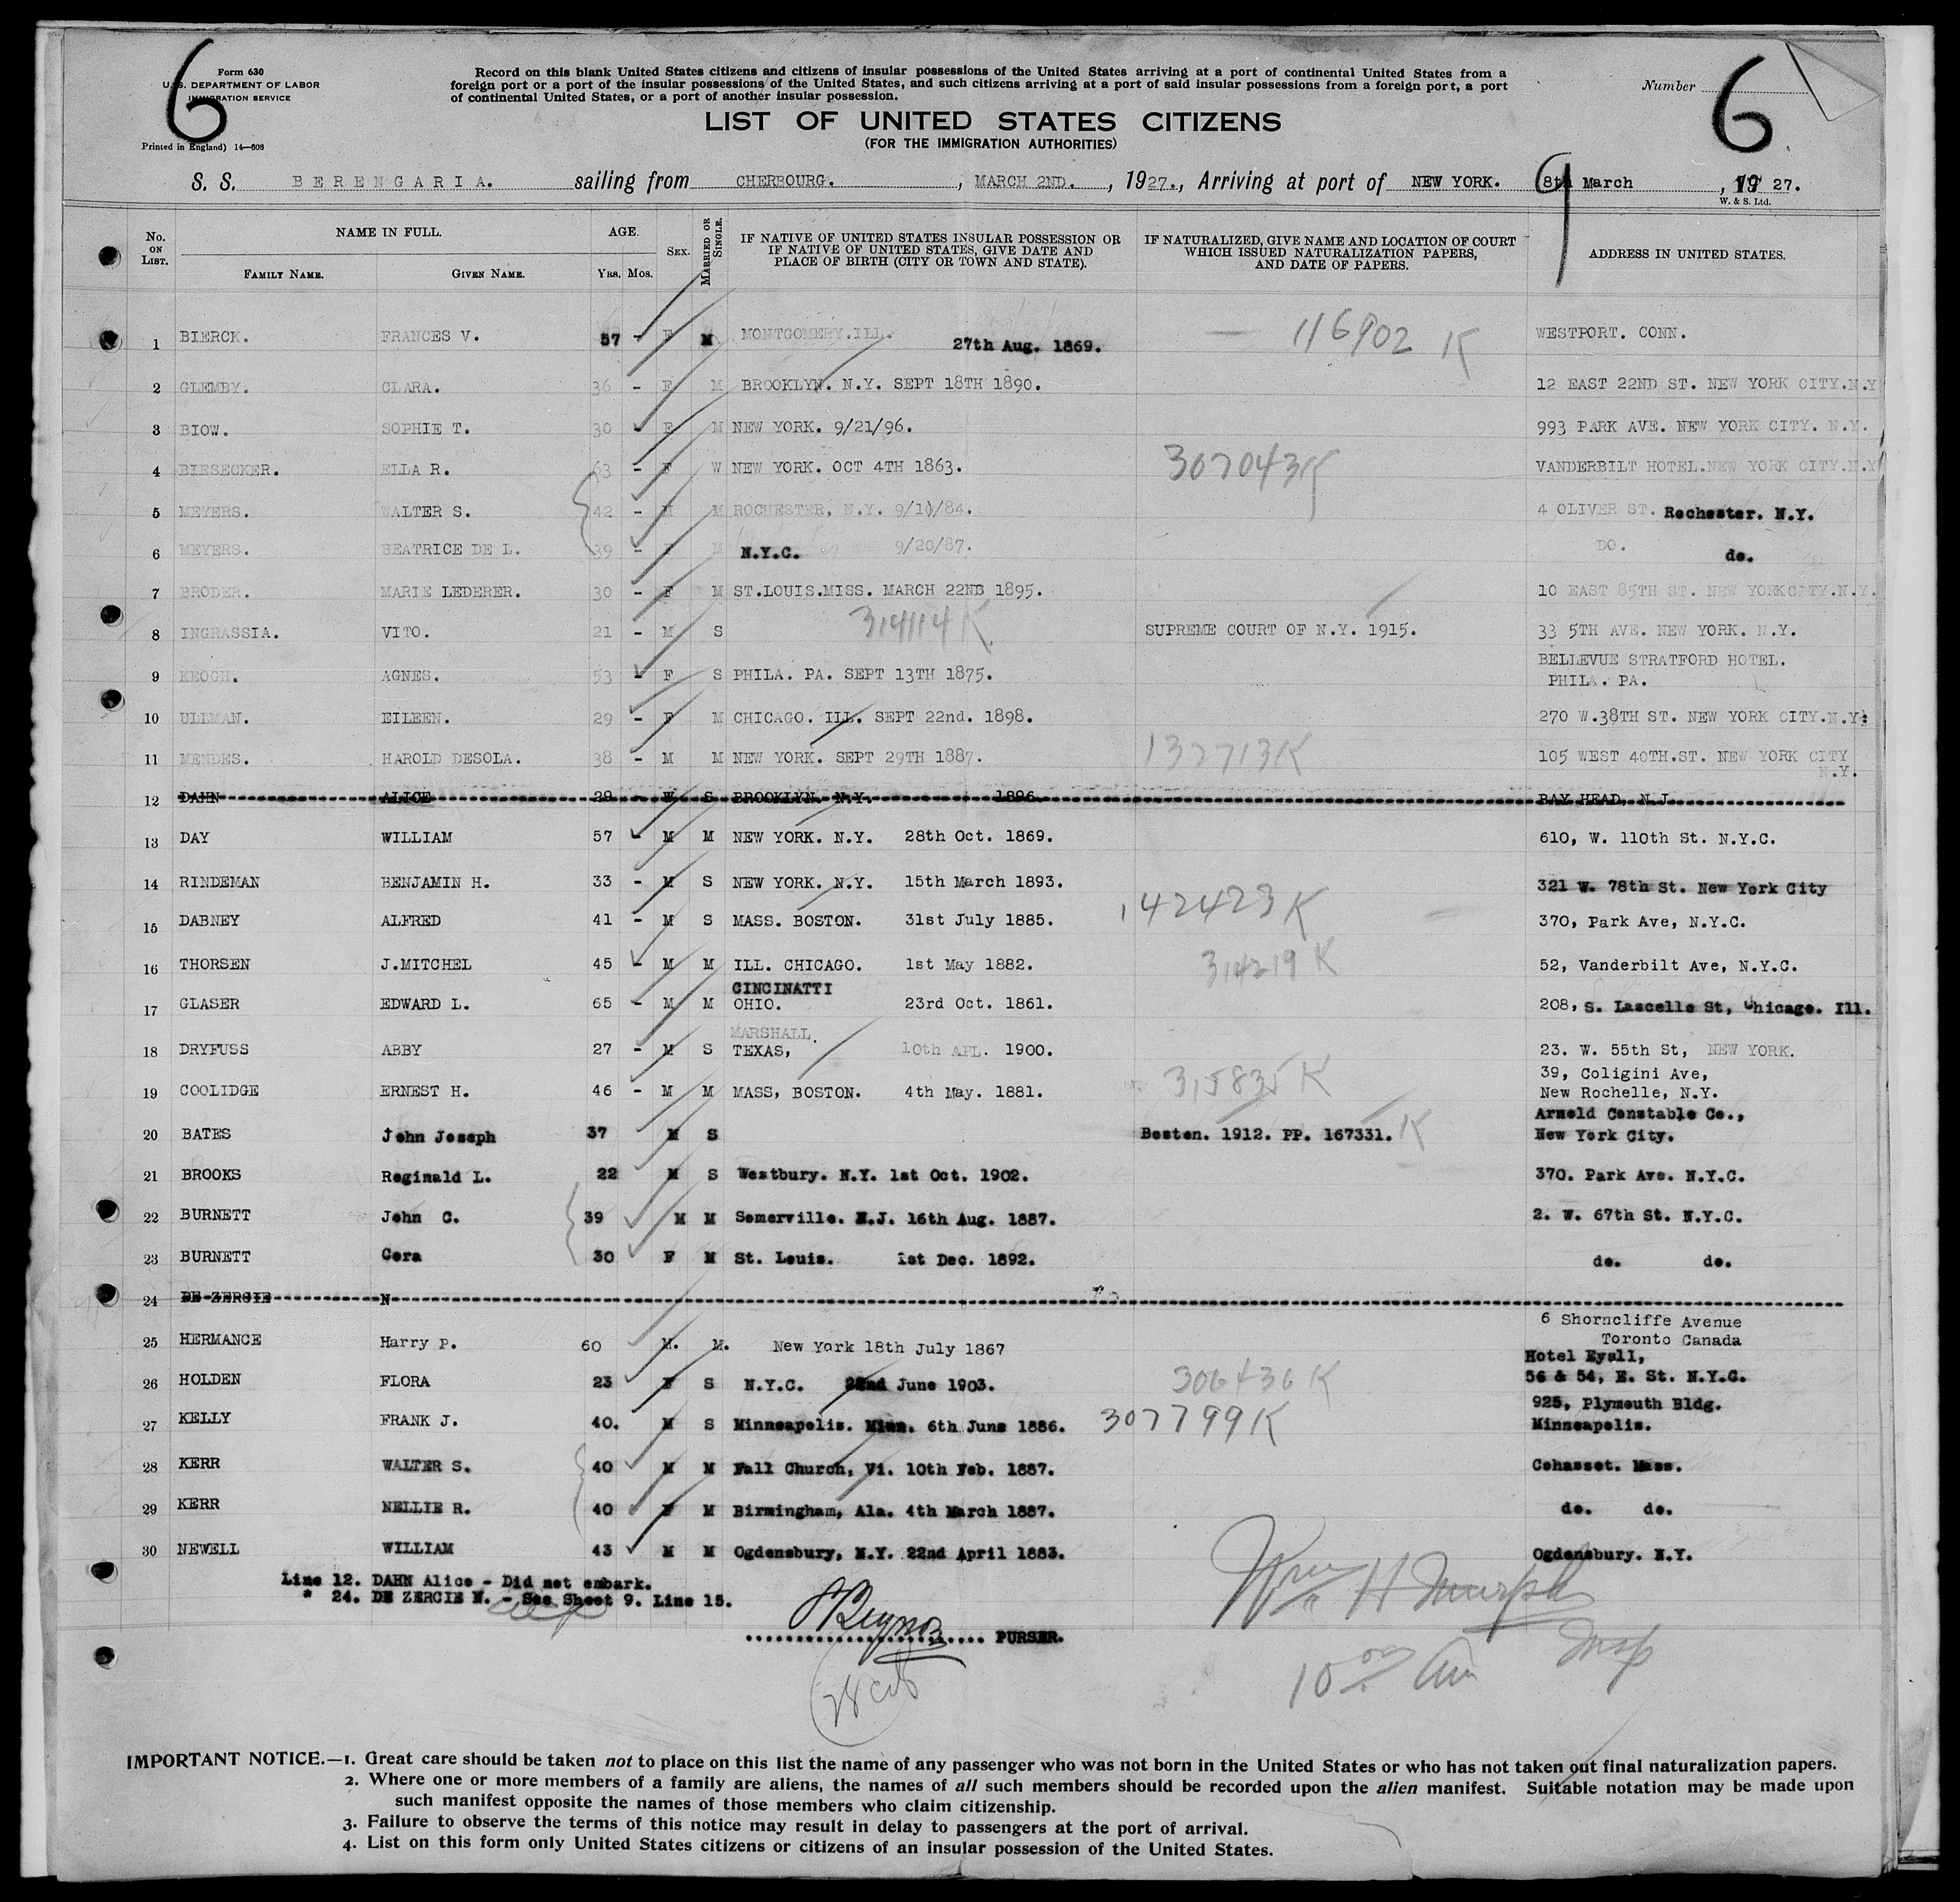 6
Form 630
U.S. DEPARTMENT OF LABOR
IMMIGRATION SERVICE
Printed in England) 14—608
Record on this blank United States citizens and citizens of insular possessions of the United States arriving at a port of continental United States from a
foreign port or a port of the insular possessions of the United States, and such citizens arriving at a port of said insular possessions from a foreign port, a port
of continental United States, or a port of another insular possession.
Number 6
LIST OF UNITED STATES CITIZENS
(FOR THE IMMIGRATION AUTHORITIES)
S. S. BERENGARIA. sailing from CHERBOURG. , MARCH 2ND. , 1927., Arriving at port of NEW YORK. 8th March , 19 27.
9
W. & S. Ltd.
No. ON LIST. NAME IN FULL. FAMILY NAME. GIVEN NAME. AGE. YRS. MOS. SEX. MARRIED OR SINGLE. IF NATIVE OF UNITED STATES INSULAR POSSESSION OR IF NATIVE OF UNITED STATES, GIVE DATE AND PLACE OF BIRTH (CITY OR TOWN AND STATE). IF NATURALIZED, GIVE NAME AND LOCATION OF COURT WHICH ISSUED NATURALIZATION PAPERS, AND DATE OF PAPERS. ADDRESS IN UNITED STATES.
1 BIERCK. FRANCES V. 57 - F M MONTGOMERY.ILL. 27th Aug. 1869. 116902 K WESTPORT. CONN.
2 GLEMBY. CLARA. 36 - F M BROOKLYN. N.Y. SEPT 18TH 1890. 12 EAST 22ND ST. NEW YORK CITY.N.Y
3 BIOW. SOPHIE T. 30 - F M NEW YORK. 9/21/96. 993 PARK AVE. NEW YORK CITY. N.Y.
4 BIESECKER. ELLA R. 63 - F W NEW YORK. OCT 4TH 1863. 307043K VANDERBILT HOTEL.NEW YORK CITY.N.Y
5 MEYERS. WALTER S. 42 - M M ROCHESTER, N.Y. 9/10/84. 4 OLIVER ST. Rochester. N.Y.
6 MEYERS. BEATRICE DE L. 39 - F M N.Y.C. 9/20/87. DO. do.
7 BRODER. MARIE LEDERER. 30 - F M ST.LOUIS.MISS. MARCH 22ND 1895. 10 EAST 85TH ST. NEW YORKCITY.N.Y.
8 INGRASSIA. VITO. 21 - M S 314114 K SUPREME COURT OF N.Y. 1915. 33 5TH AVE. NEW YORK. N.Y.
9 KEOGH. AGNES. 53 - F S PHILA. PA. SEPT 13TH 1875. BELLEVUE STRATFORD HOTEL.
PHILA. PA.
10 ULLMAN. EILEEN. 29 - F M CHICAGO. ILL. SEPT 22nd. 1898. 270 W.38TH ST. NEW YORK CITY.N.Y.
11 MENDES. HAROLD DESOLA. 38 - M M NEW YORK. SEPT 29TH 1887. 132713K 105 WEST 40TH.ST. NEW YORK CITY
N.Y.
12 DAHN ALICE 29 - W S BROOKLYN. N.Y. 1896. BAY HEAD, N.J.
13 DAY WILLIAM 57 - M M NEW YORK. N.Y. 28th Oct. 1869. 610, W. 110th St. N.Y.C.
14 RINDEMAN BENJAMIN H. 33 - M S NEW YORK. N.Y. 15th March 1893. 321 W. 78th St. New York City
15 DABNEY ALFRED 41 - M S MASS. BOSTON. 31st July 1885. 142423 K 370, Park Ave, N.Y.C.
16 THORSEN J.MITCHEL 45 - M M ILL. CHICAGO. 1st May 1882. 314219 K 52, Vanderbilt Ave, N.Y.C.
17 GLASER EDWARD L. 65 - M M CINCINATTI OHIO. 23rd Oct. 1861. 208, S. Lascelle St, Chicago. Ill.
18 DRYFUSS ABBY 27 - M S MARSHALL. TEXAS, 10th APL. 1900. 23. W. 55th St, NEW YORK.
19 COOLIDGE ERNEST H. 46 - M M MASS, BOSTON. 4th May. 1881. 315835 K 39, Coligini Ave,
New Rochelle, N.Y.
20 BATES John Joseph 37 M S Boston. 1912. PP. 167331. K Arnold Constable Co.,
New York City.
21 BROOKS Reginald L. 22 M S Westbury. N.Y. 1st Oct. 1902. 370. Park Ave. N.Y.C.
22 BURNETT John C. 39 M M Somerville. N.J. 16th Aug. 1887. 2. W. 67th St. N.Y.C.
23 BURNETT Cora 30 F M St. Louis. 1st Dec. 1892. do. do.
24 DE ZERGIE N
25 HERMANCE Harry P. 60 M. M. New York 18th July 1867 6 Shorncliffe Avenue
Toronto Canada
26 HOLDEN FLORA 23 F S N.Y.C. 22nd June 1903. 306436 K Hotel Eysll,
56 & 54, E. St. N.Y.C.
27 KELLY FRANK J. 40. M S Minneapolis. Minn. 6th June 1886. 307799K 925, Plymouth Bldg.
Minneapolis.
28 KERR WALTER S. 40 M M Fall Church, Vi. 10th Feb. 1887. Cohasset. Mass.
29 KERR NELLIE R. 40 F M Birmingham, Ala. 4th March 1887. do. do.
30 NEWELL WILLIAM 43 M M Ogdensbury, N.Y. 22nd April 1883. Ogdensbury. N.Y.
Line 12. DAHN Alice - Did not embark.
" 24. DE ZERGIE N. - See Sheet 9. Line 15.
PURSER.
Wm H Murph
Insp
10 00 am
IMPORTANT NOTICE.—1. Great care should be taken not to place on this list the name of any passenger who was not born in the United States or who has not taken out final naturalization papers.
2. Where one or more members of a family are aliens, the names of all such members should be recorded upon the alien manifest. Suitable notation may be made upon
such manifest opposite the names of those members who claim citizenship.
3. Failure to observe the terms of this notice may result in delay to passengers at the port of arrival.
4. List on this form only United States citizens or citizens of an insular possession of the United States.